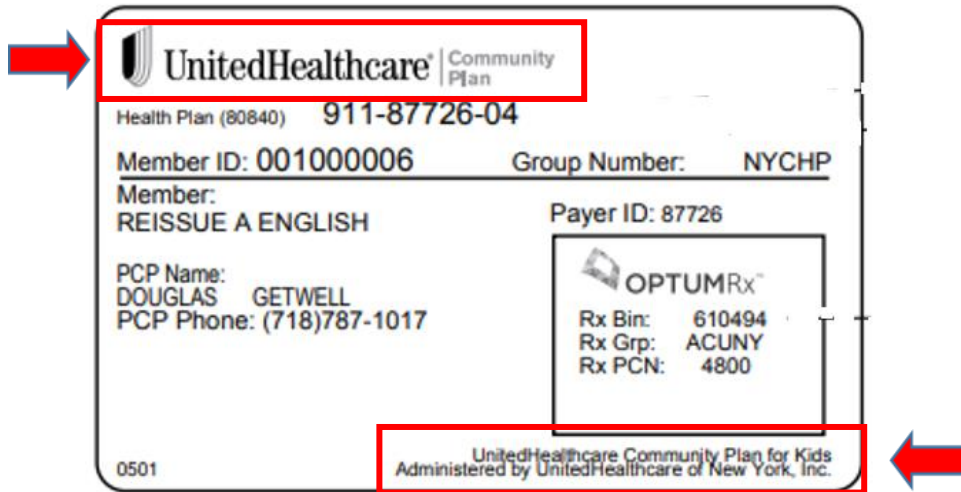 UnitedHealthcare® Community Plan
Health Plan (80840) 911-87726-04
Member ID: 001000006 Group Number: NYCHP
Member:
REISSUE A ENGLISH
Payer ID: 87726
PCP Name:
DOUGLAS GETWELL
PCP Phone: (718)787-1017
OPTUMRx™
Rx Bin: 610494
Rx Grp: ACUNY
Rx PCN: 4800
0501
UnitedHealthcare Community Plan for Kids
Administered by UnitedHealthcare of New York, Inc.